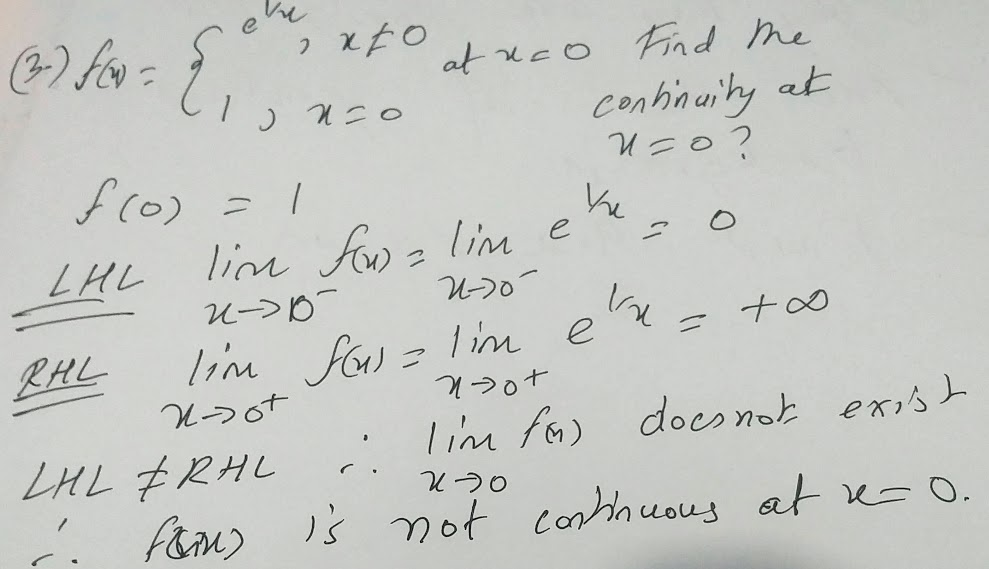 (3-) f(x) = { e^1/x, x ≠ 0 at x = 0 Find the
1, x = 0 continuity at
x = 0 ?
f(0) = 1
LHL lim x→0⁻ f(x) = lim x→0⁻ e^1/x = 0
RHL lim x→0⁺ f(x) = lim x→0⁺ e^1/x = +∞
LHL ≠ RHL ∴ lim x→0 f(x) does not exist
∴ f(x) is not continuous at x = 0.